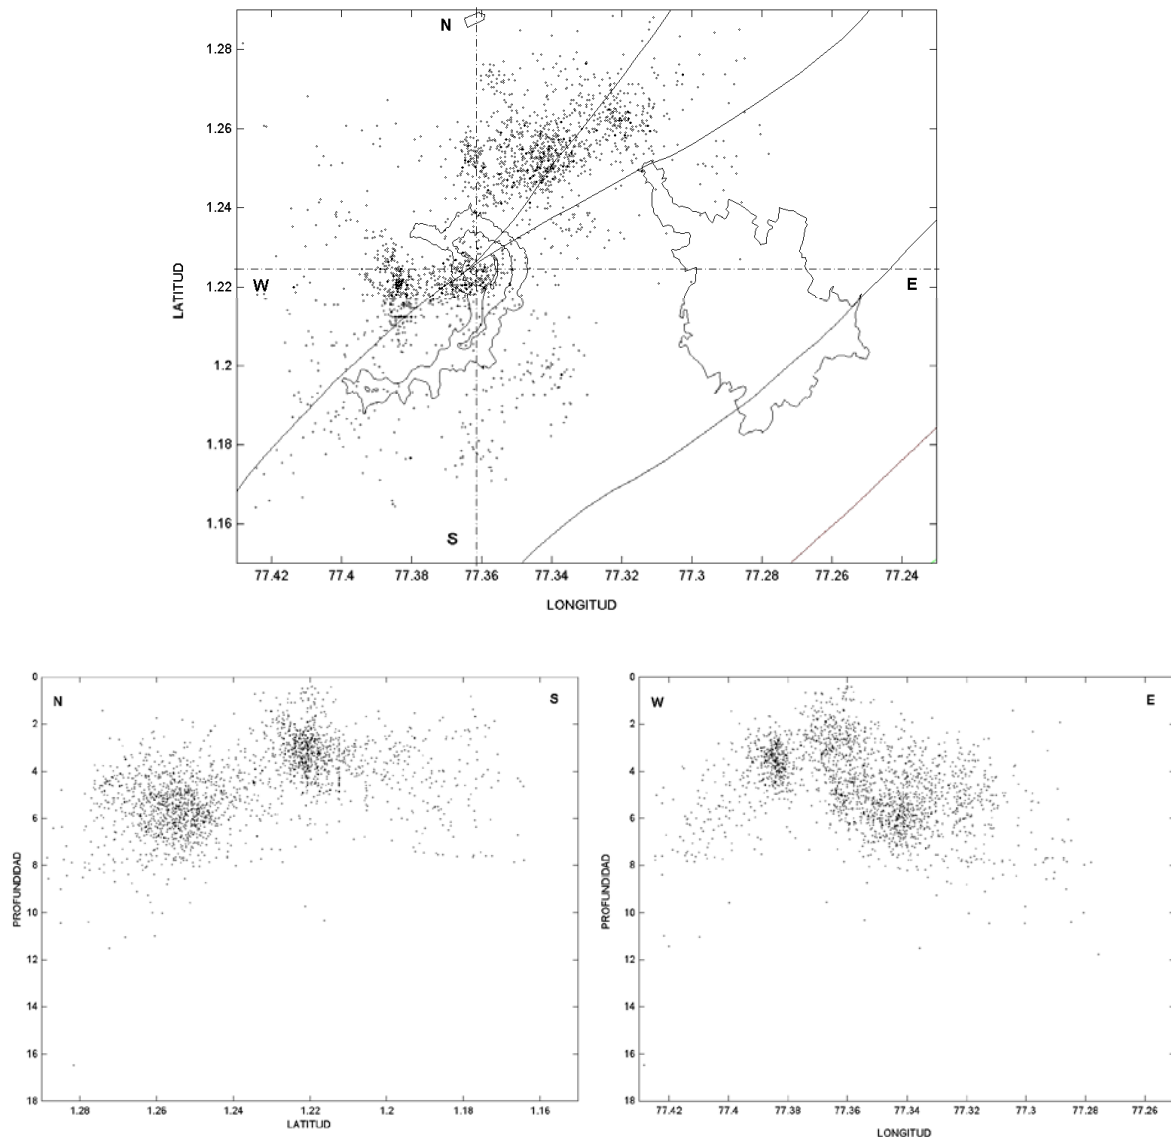 N
1.28
1.26
1.24
W
E
1.22
LATITUD
1.2
1.18
1.16
S
77.42 77.4 77.38 77.36 77.34 77.32 77.3 77.28 77.26 77.24
LONGITUD
0
N S
2
4
6
8
PROFUNDIDAD
10
12
14
16
18
1.28 1.26 1.24 1.22 1.2 1.18 1.16
LATITUD
0
W E
2
4
6
8
PROFUNDIDAD
10
12
14
16
18
77.42 77.4 77.38 77.36 77.34 77.32 77.3 77.28 77.26
LONGITUD